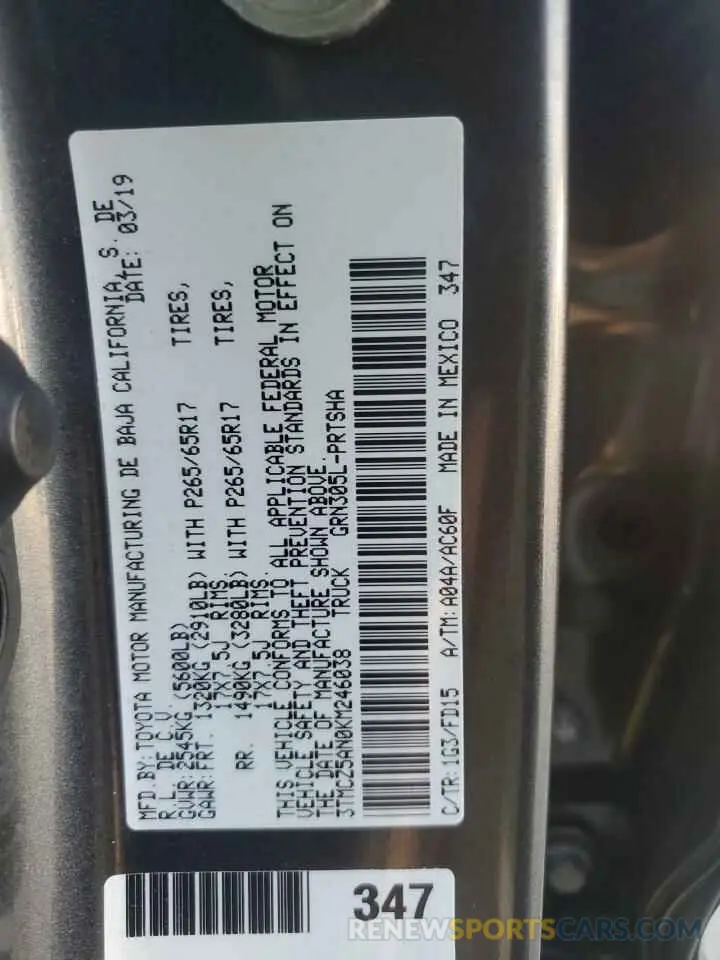 MFD.BY:TOYOTA MOTOR MANUFACTURING DE BAJA CALIFORNIA, S. DE
R.L. DE C.V. DATE: 03/19
GVWR:2545KG (5600LB)
GAWR:FRT. 1320KG (2910LB) WITH P265/65R17 TIRES,
17X7.5J RIMS
RR. 1490KG (3280LB) WITH P265/65R17 TIRES,
17X7.5J RIMS.
THIS VEHICLE CONFORMS TO ALL APPLICABLE FEDERAL MOTOR
VEHICLE SAFETY AND THEFT PREVENTION STANDARDS IN EFFECT ON
THE DATE OF MANUFACTURE SHOWN ABOVE.
3TMCZ5AN0KM246038 TRUCK GRN305L-PRTSHA
C/TR:1G3/FD15 A/TM:A04A/AC60F MADE IN MEXICO 347
347
RENEWSPORTSCARS.COM